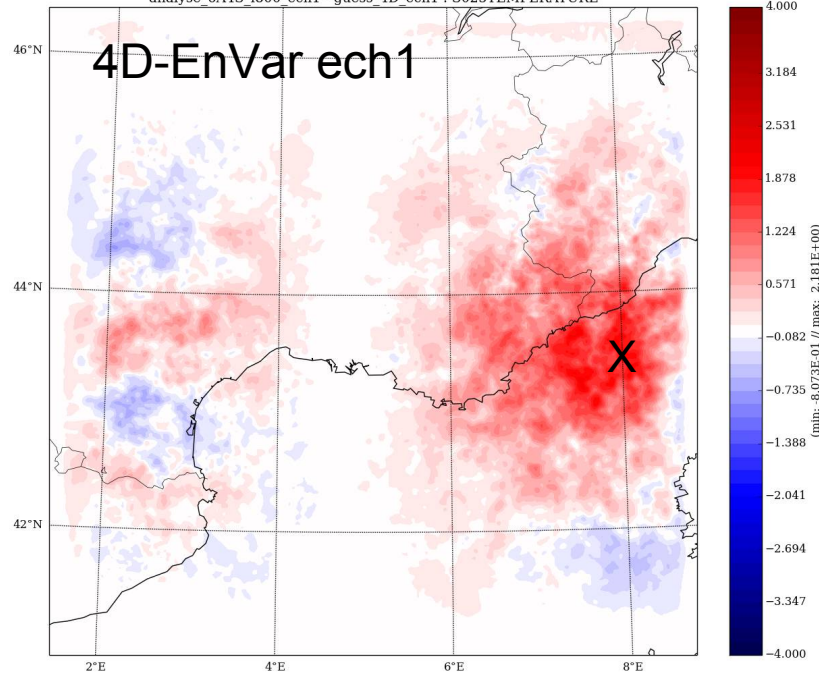 4D-EnVar ech1
46°N
44°N
42°N
2°E
4°E
6°E
8°E
X
4.000
3.184
2.531
1.878
1.224
0.571
−0.082
−0.735
−1.388
−2.041
−2.694
−3.347
−4.000
(min: -8.073E-01 // max: 2.181E+00)